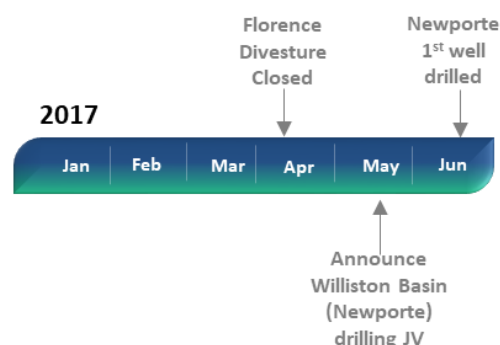 Florence
Divesture
Closed
Newporte
1st well
drilled
2017
Jan Feb Mar Apr May Jun
Announce
Williston Basin
(Newporte)
drilling JV